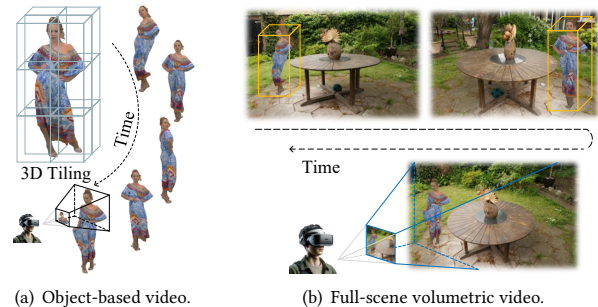 Time
3D Tiling
Time
(a) Object-based video.
(b) Full-scene volumetric video.